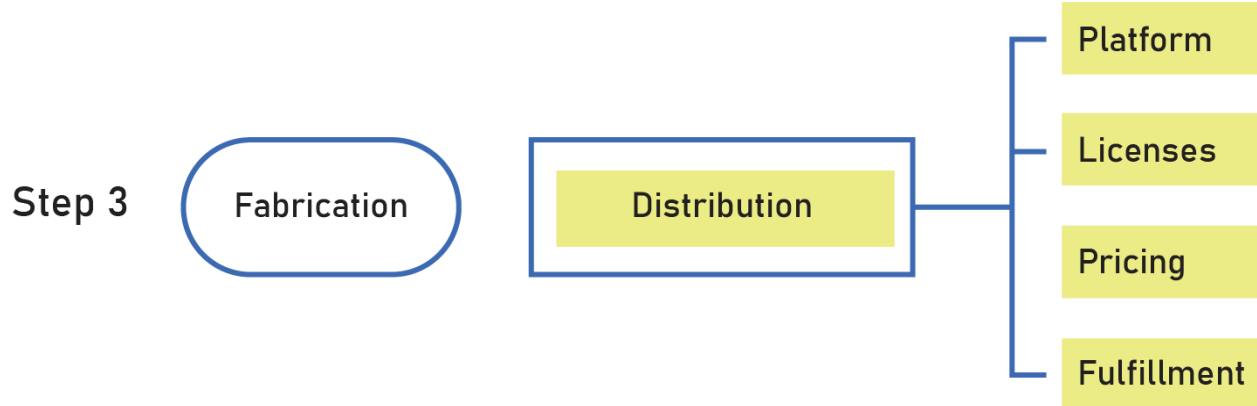 Step 3
Fabrication
Distribution
Platform
Licenses
Pricing
Fulfillment